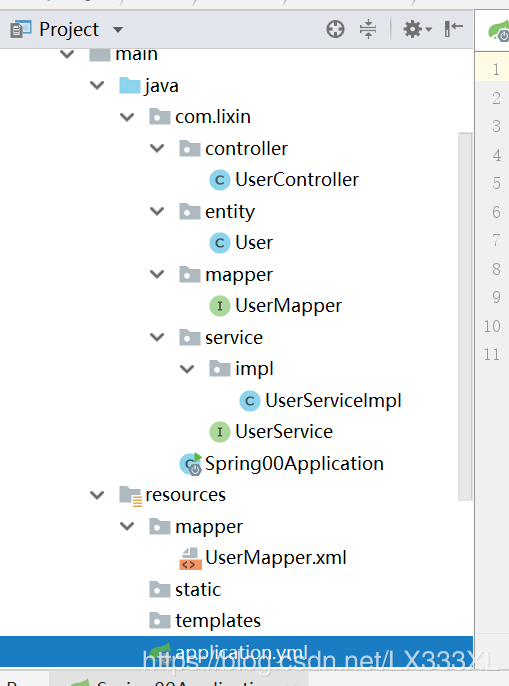 Project
1
main
2
java
3
com.lixin
4
controller
5
C UserController
6
entity
7
C User
8
mapper
9
I UserMapper
10
service
11
impl
C UserServiceImpl
I UserService
Spring00Application
resources
mapper
UserMapper.xml
static
templates
application.yml
https://blog.csdn.net/LX333XL